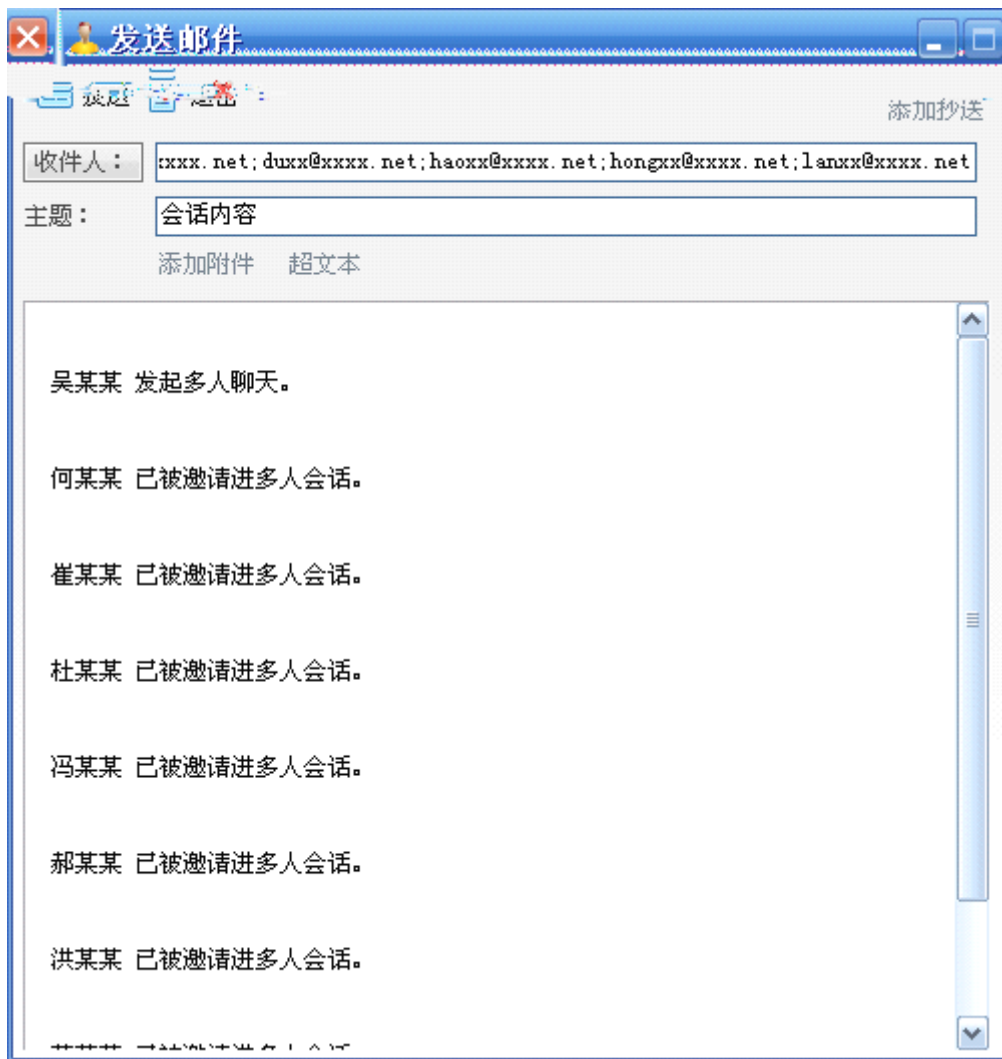 发送邮件
添加秒送
收件人：
xxx.net;duxx@xxxx.net;haoxx@xxxx.net;hongxx@xxxx.net;lanxx@xxxx.net
主题：
会话内容
添加附件 超文本
吴某某 发起多人聊天。
何某某 已被邀请进多人会话。
崔某某 已被邀请进多人会话。
杜某某 已被邀请进多人会话。
冯某某 已被邀请进多人会话。
郝某某 已被邀请进多人会话。
洪某某 已被邀请进多人会话。